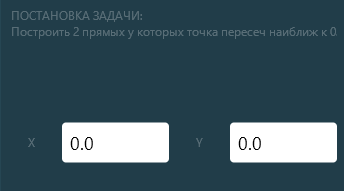 ПОСТАНОВКА ЗАДАЧИ:
Построить 2 прямых у которых точка пересеч наиближ к 0.
X 0.0 Y 0.0